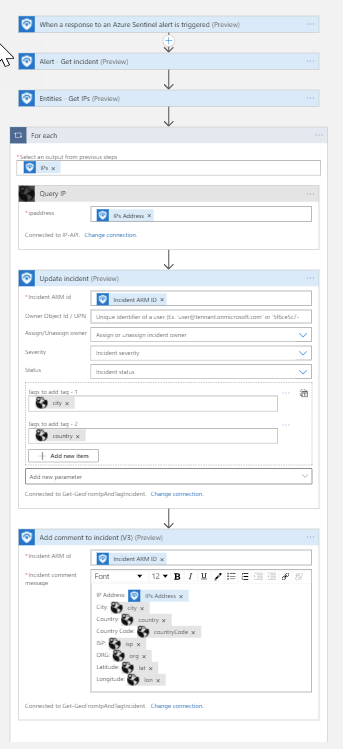 When a response to an Azure Sentinel alert is triggered (Preview)
Alert - Get incident (Preview)
Entities - Get IPs (Preview)
For each
*Select an output from previous steps
IPs ×
Query IP
*ipaddress
IPs Address ×
Connected to IP-API. Change connection.
Update incident (Preview)
*Incident ARM id
Incident ARM ID ×
Owner Object Id / UPN
Unique identifier of a user (Ex. 'user@tennant.onmicrosoft.com' or
Assign/Unassign owner
Assign or unassign incident owner
Severity
Incident severity
Status
Incident status
Tags to add tag - 1
city ×
Tags to add tag - 2
country ×
+ Add new item
Add new parameter
Connected to Get-GeoFromIpAndTagIncident. Change connection.
Add comment to incident (V3) (Preview)
*Incident ARM id
Incident ARM ID ×
*Incident comment message
Font 12 B I U
IP Address: IPs Address ×
City: city ×
Country: country ×
Country Code: countryCode ×
ISP: isp ×
ORG: org ×
Latitude: lat ×
Longitude: lon ×
Connected to Get-GeoFromIpAndTagIncident. Change connection.